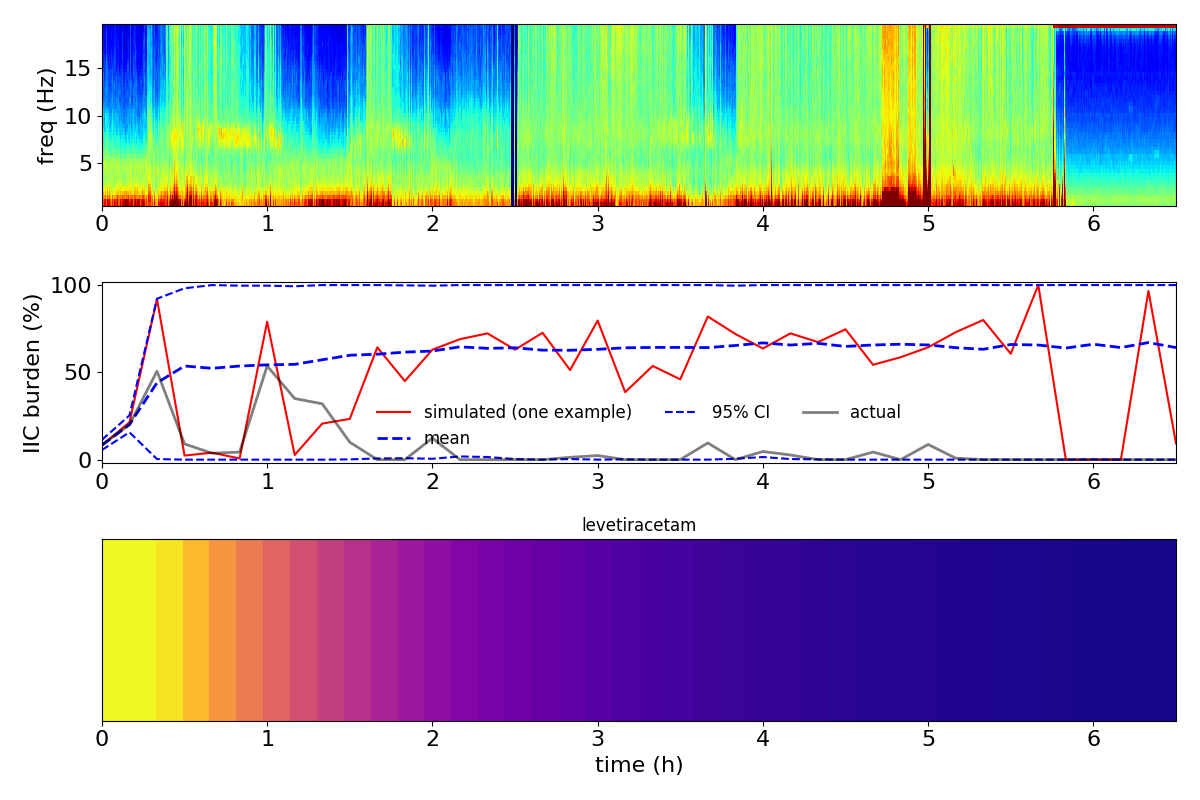 freq (Hz)
15
10
5
0 1 2 3 4 5 6
IIC burden (%)
100
50
0
simulated (one example)
mean
95% CI
actual
0 1 2 3 4 5 6
levetiracetam
0 1 2 3 4 5 6
time (h)